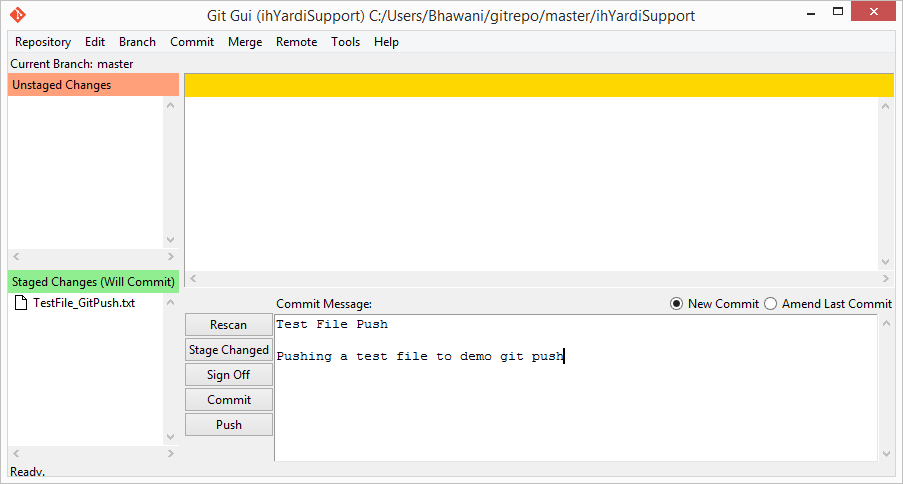 Git Gui (ihYardiSupport) C:/Users/Bhawani/gitrepo/master/ihYardiSupport
Repository Edit Branch Commit Merge Remote Tools Help
Current Branch: master
Unstaged Changes
Staged Changes (Will Commit)
TestFile_GitPush.txt
Commit Message:
New Commit
Amend Last Commit
Rescan
Stage Changed
Sign Off
Commit
Push
Test File Push
Pushing a test file to demo git push
Ready.